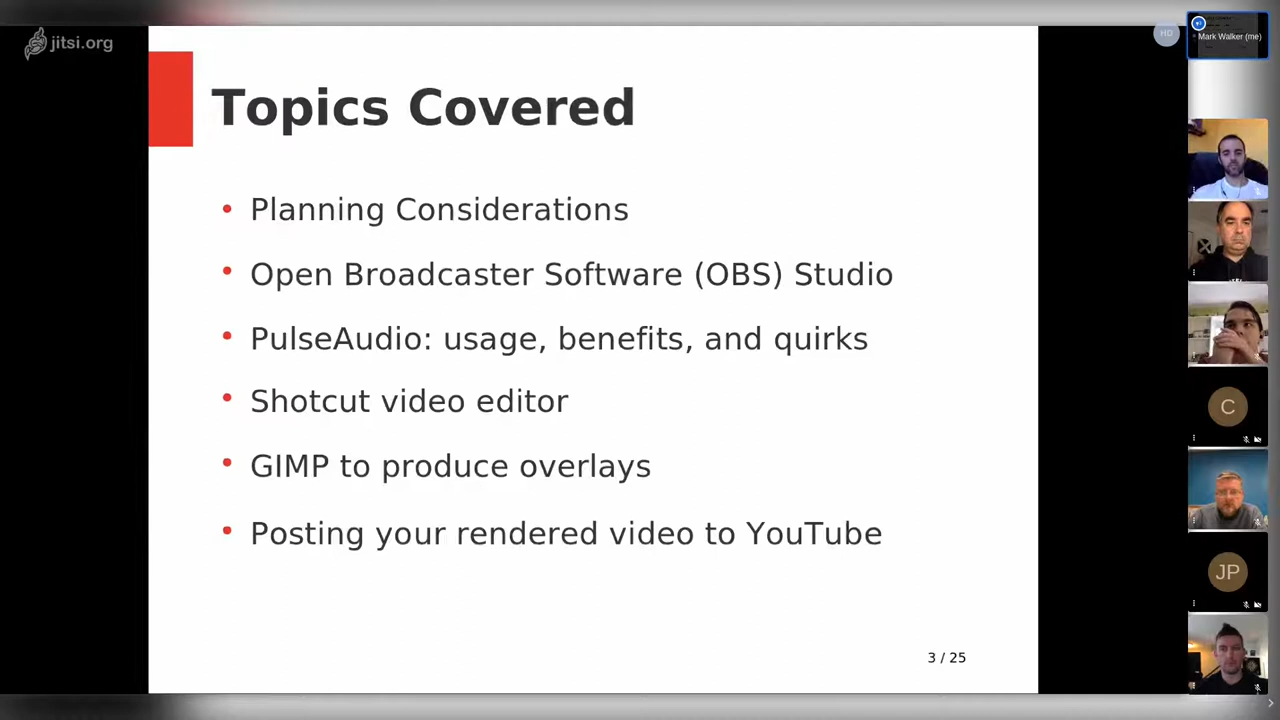 jitsi.org
HD
Mark Walker (me)
Topics Covered
• Planning Considerations
• Open Broadcaster Software (OBS) Studio
• PulseAudio: usage, benefits, and quirks
• Shotcut video editor
• GIMP to produce overlays
• Posting your rendered video to YouTube
3 / 25
C
JP